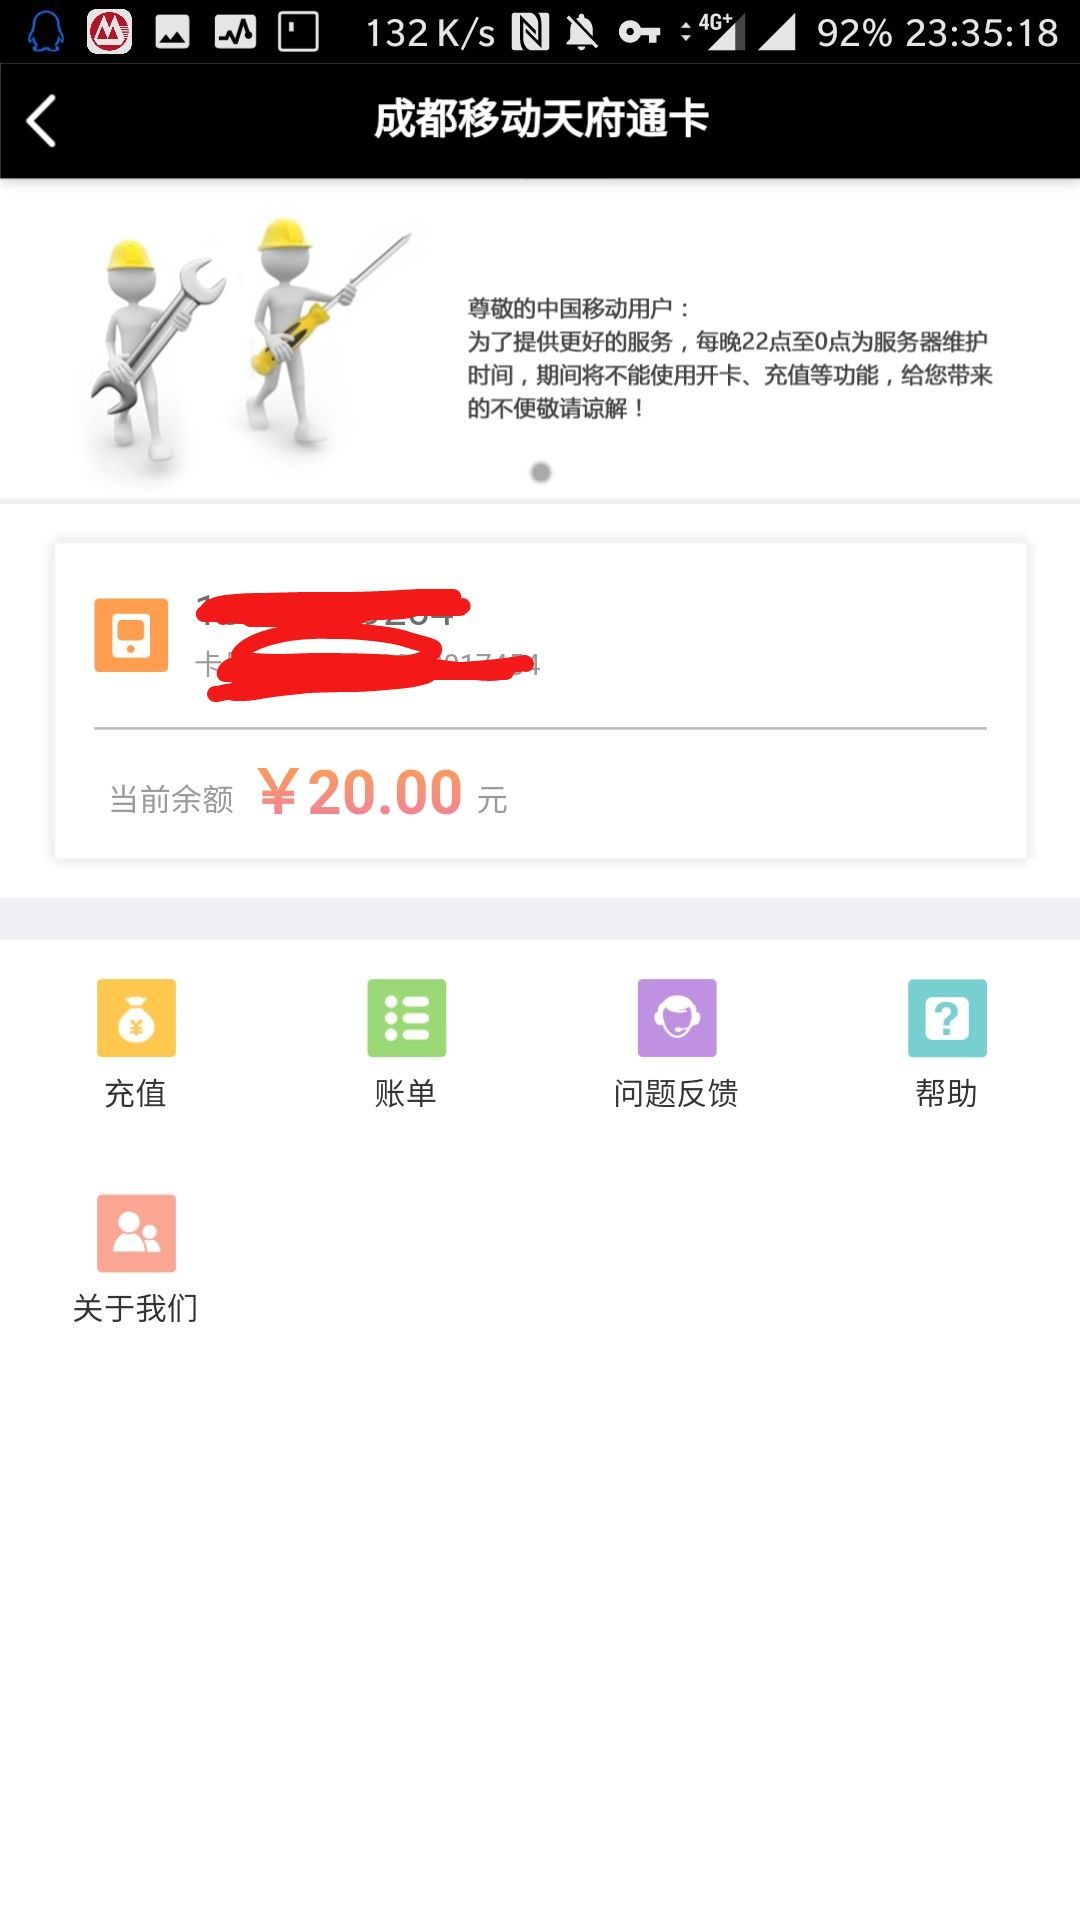 132 K/s 4G+ 92% 23:35:18
成都移动天府通卡
尊敬的中国移动用户：
为了提供更好的服务，每晚22点至0点为服务器维护
时间，期间将不能使用开卡、充值等功能，给您带来
的不便敬请谅解！
卡
当前余额 ￥20.00 元
充值 账单 问题反馈 帮助
关于我们